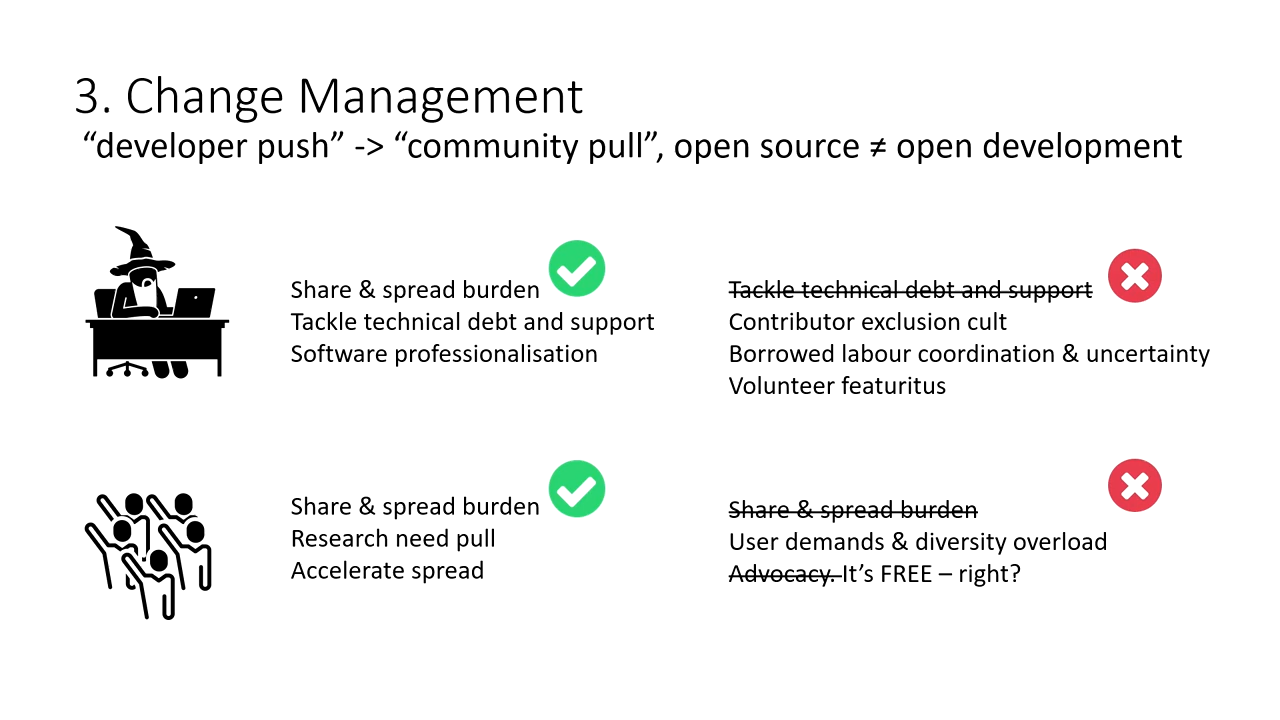 3. Change Management
“developer push” -> “community pull”, open source ≠ open development
Share & spread burden
Tackle technical debt and support
Software professionalisation
Tackle technical debt and support
Contributor exclusion cult
Borrowed labour coordination & uncertainty
Volunteer featuritus
Share & spread burden
Research need pull
Accelerate spread
Share & spread burden
User demands & diversity overload
Advocacy. It’s FREE – right?